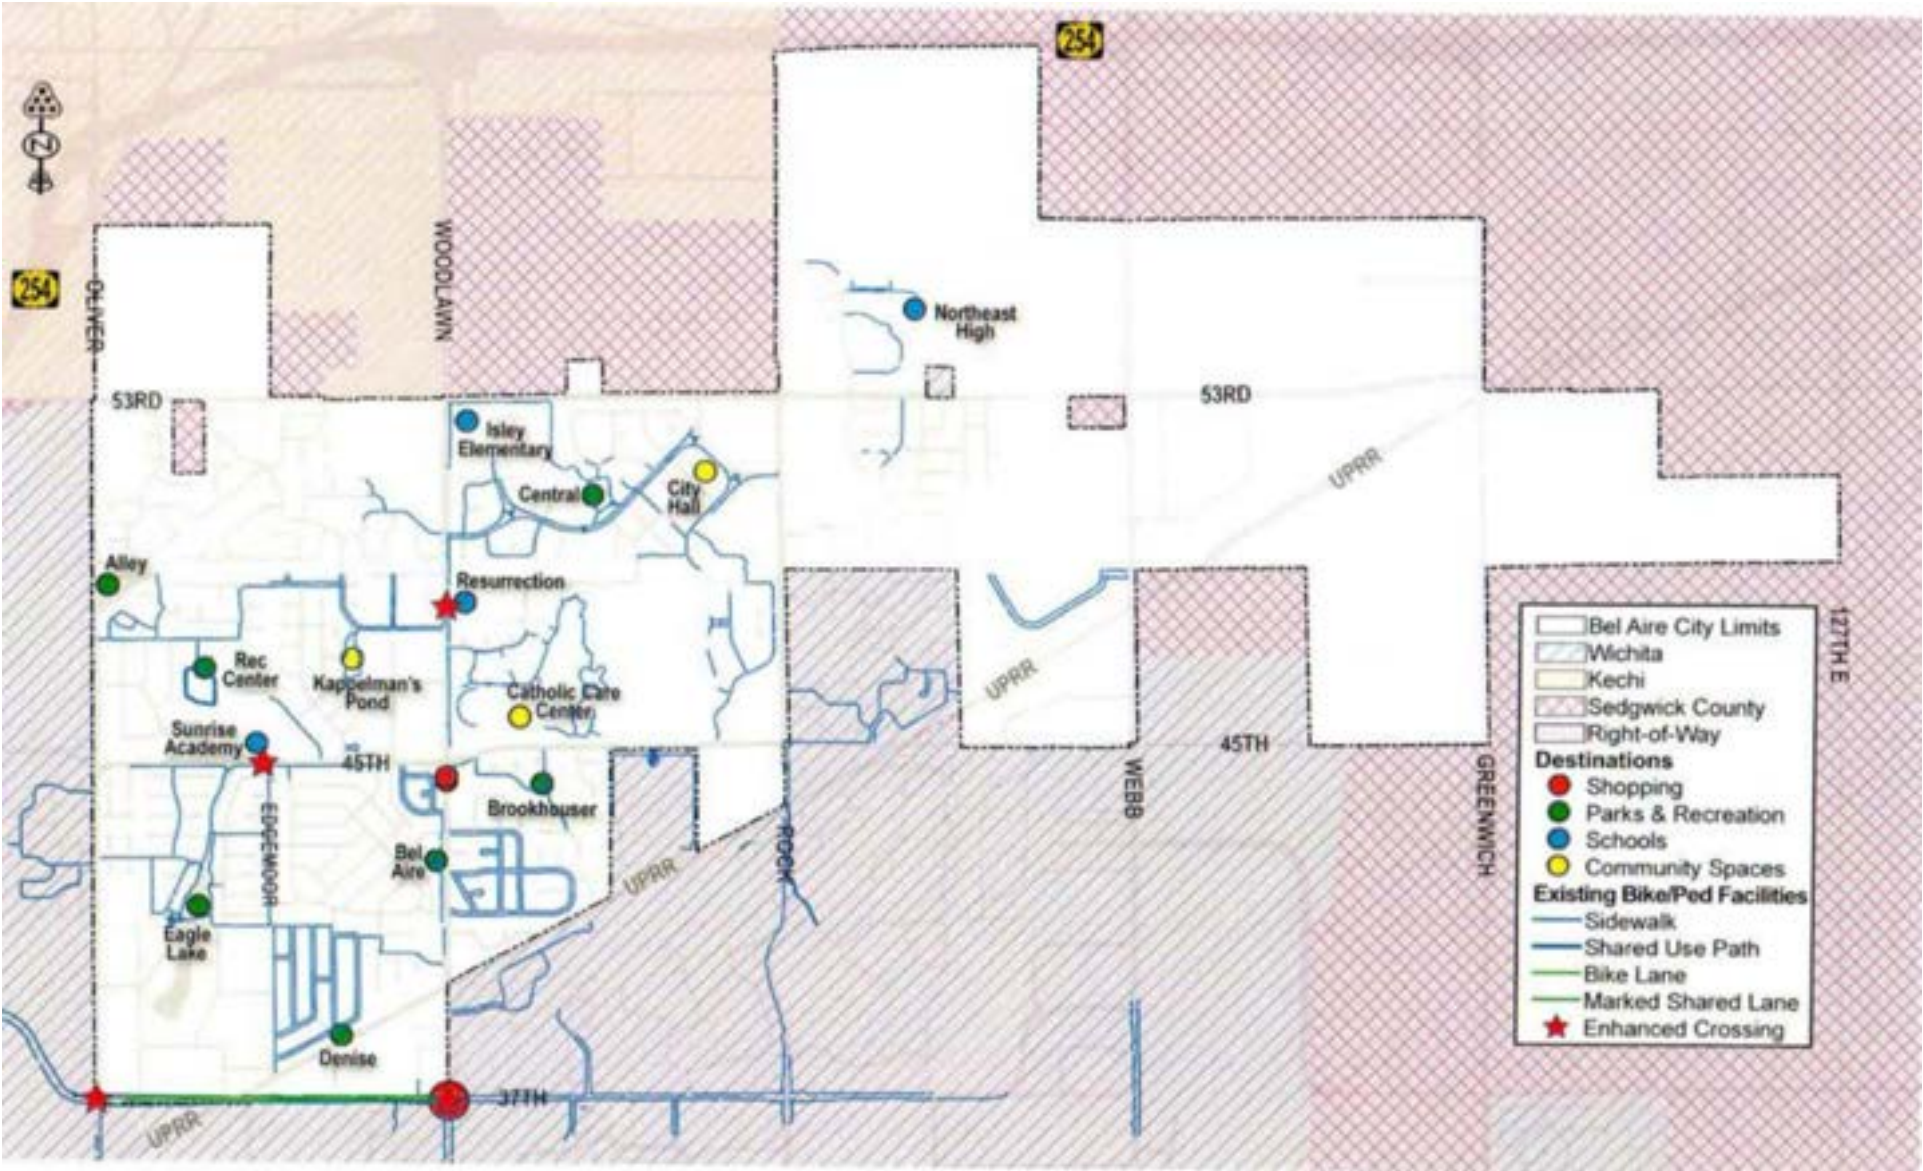 254
N
254
OLIVER
WOODLAWN
Northeast
High
53RD
53RD
Isley
Elementary
Central
City
Hall
UPRR
Alley
Resurrection
Rec
Center
Kappelman's
Pond
Catholic Care
Center
UPRR
Sunrise
Academy
45TH
45TH
127TH E
Brookhouser
EDGEMOOR
WEBB
GREENWICH
ROCK
Bel
Aire
UPRR
Eagle
Lake
Denise
37TH
UPRR
Bel Aire City Limits
Wichita
Kechi
Sedgwick County
Right-of-Way
Destinations
Shopping
Parks & Recreation
Schools
Community Spaces
Existing Bike/Ped Facilities
Sidewalk
Shared Use Path
Bike Lane
Marked Shared Lane
Enhanced Crossing